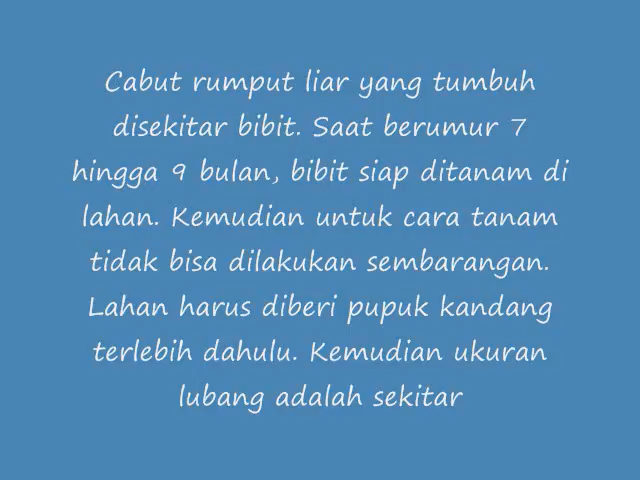 Cabut rumput liar yang tumbuh
disekitar bibit. Saat berumur 7
hingga 9 bulan, bibit siap ditanam di
lahan. Kemudian untuk cara tanam
tidak bisa dilakukan sembarangan.
Lahan harus diberi pupuk kandang
terlebih dahulu. Kemudian ukuran
lubang adalah sekitar